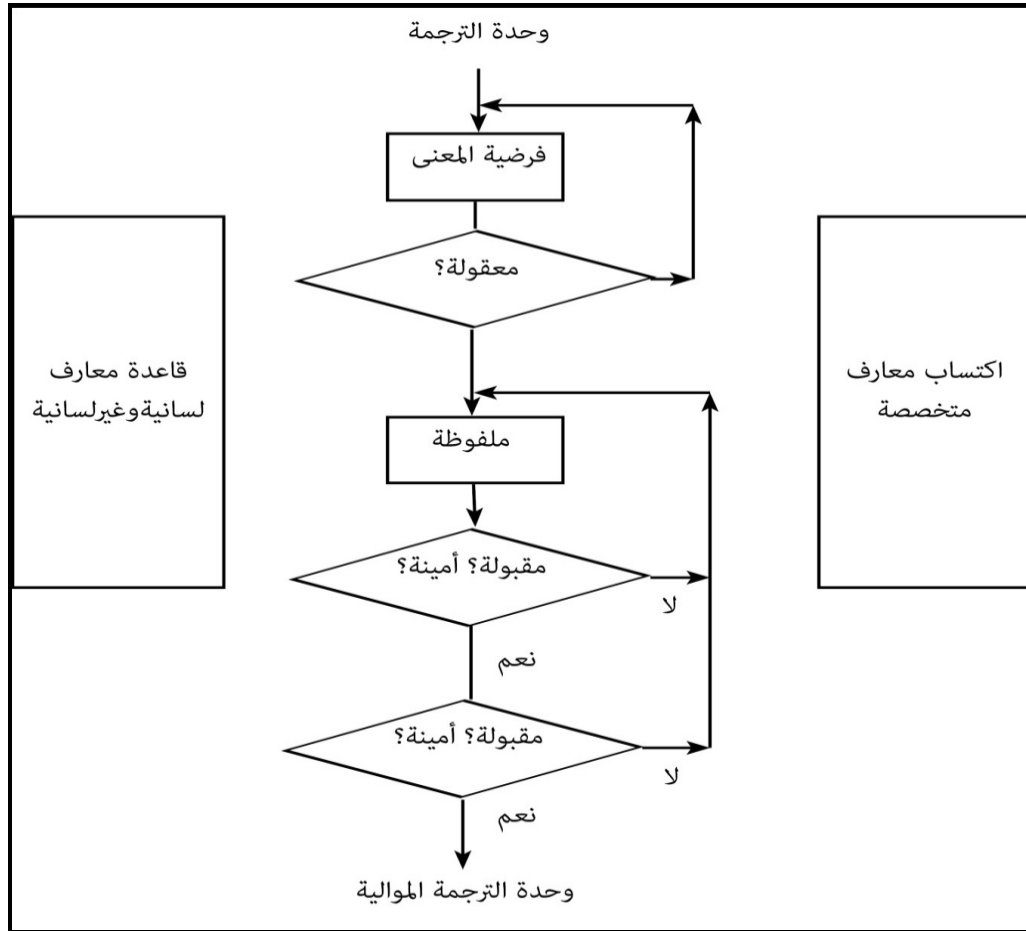 وحدة الترجمة
فرضية المعنى
معقولة؟
اكتساب معارف
متخصصة
قاعدة معارف
لسانيةوغيرلسانية
ملفوظة
مقبولة؟ أمينة؟
لا
نعم
مقبولة؟ أمينة؟
لا
نعم
وحدة الترجمة الموالية